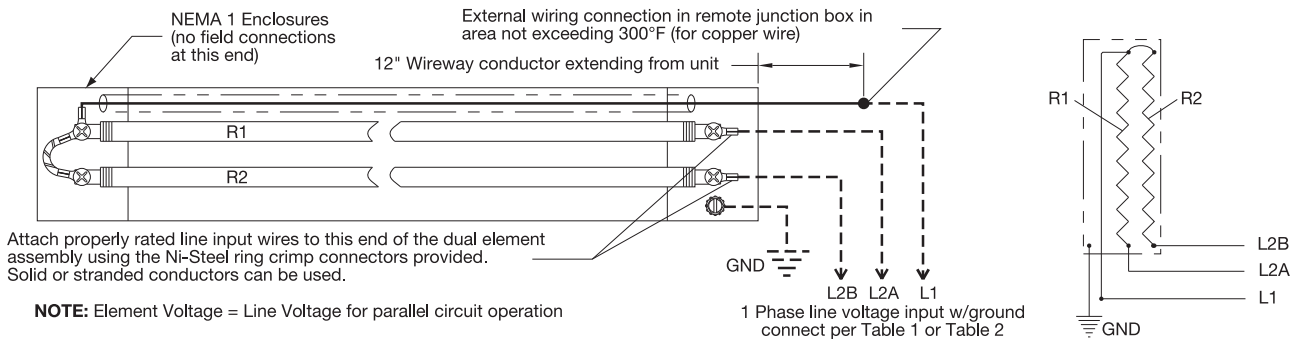 NEMA 1 Enclosures
(no field connections
at this end)
External wiring connection in remote junction box in
area not exceeding 300°F (for copper wire)
12" Wireway conductor extending from unit
R1
R2
R1
R2
Attach properly rated line input wires to this end of the dual element
assembly using the Ni-Steel ring crimp connectors provided.
Solid or stranded conductors can be used.
GND
L2B
L2A
L1
NOTE: Element Voltage = Line Voltage for parallel circuit operation
1 Phase line voltage input w/ground
connect per Table 1 or Table 2
L2B
L2A
L1
GND